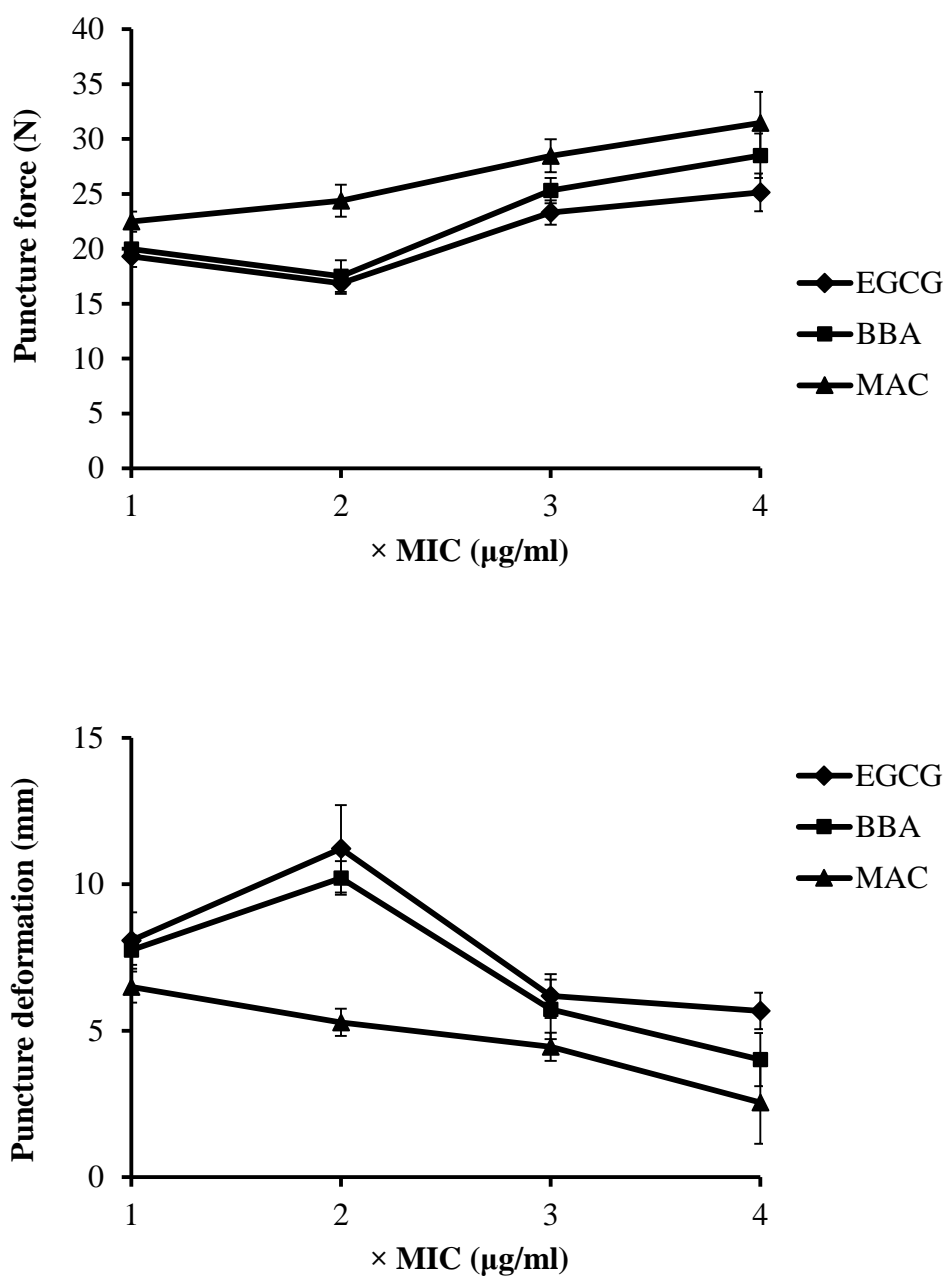 40
35
30
25
20
15
10
5
0
Puncture force (N)
1 2 3 4
× MIC (µg/ml)
EGCG
BBA
MAC
15
10
5
0
Puncture deformation (mm)
1 2 3 4
× MIC (µg/ml)
EGCG
BBA
MAC